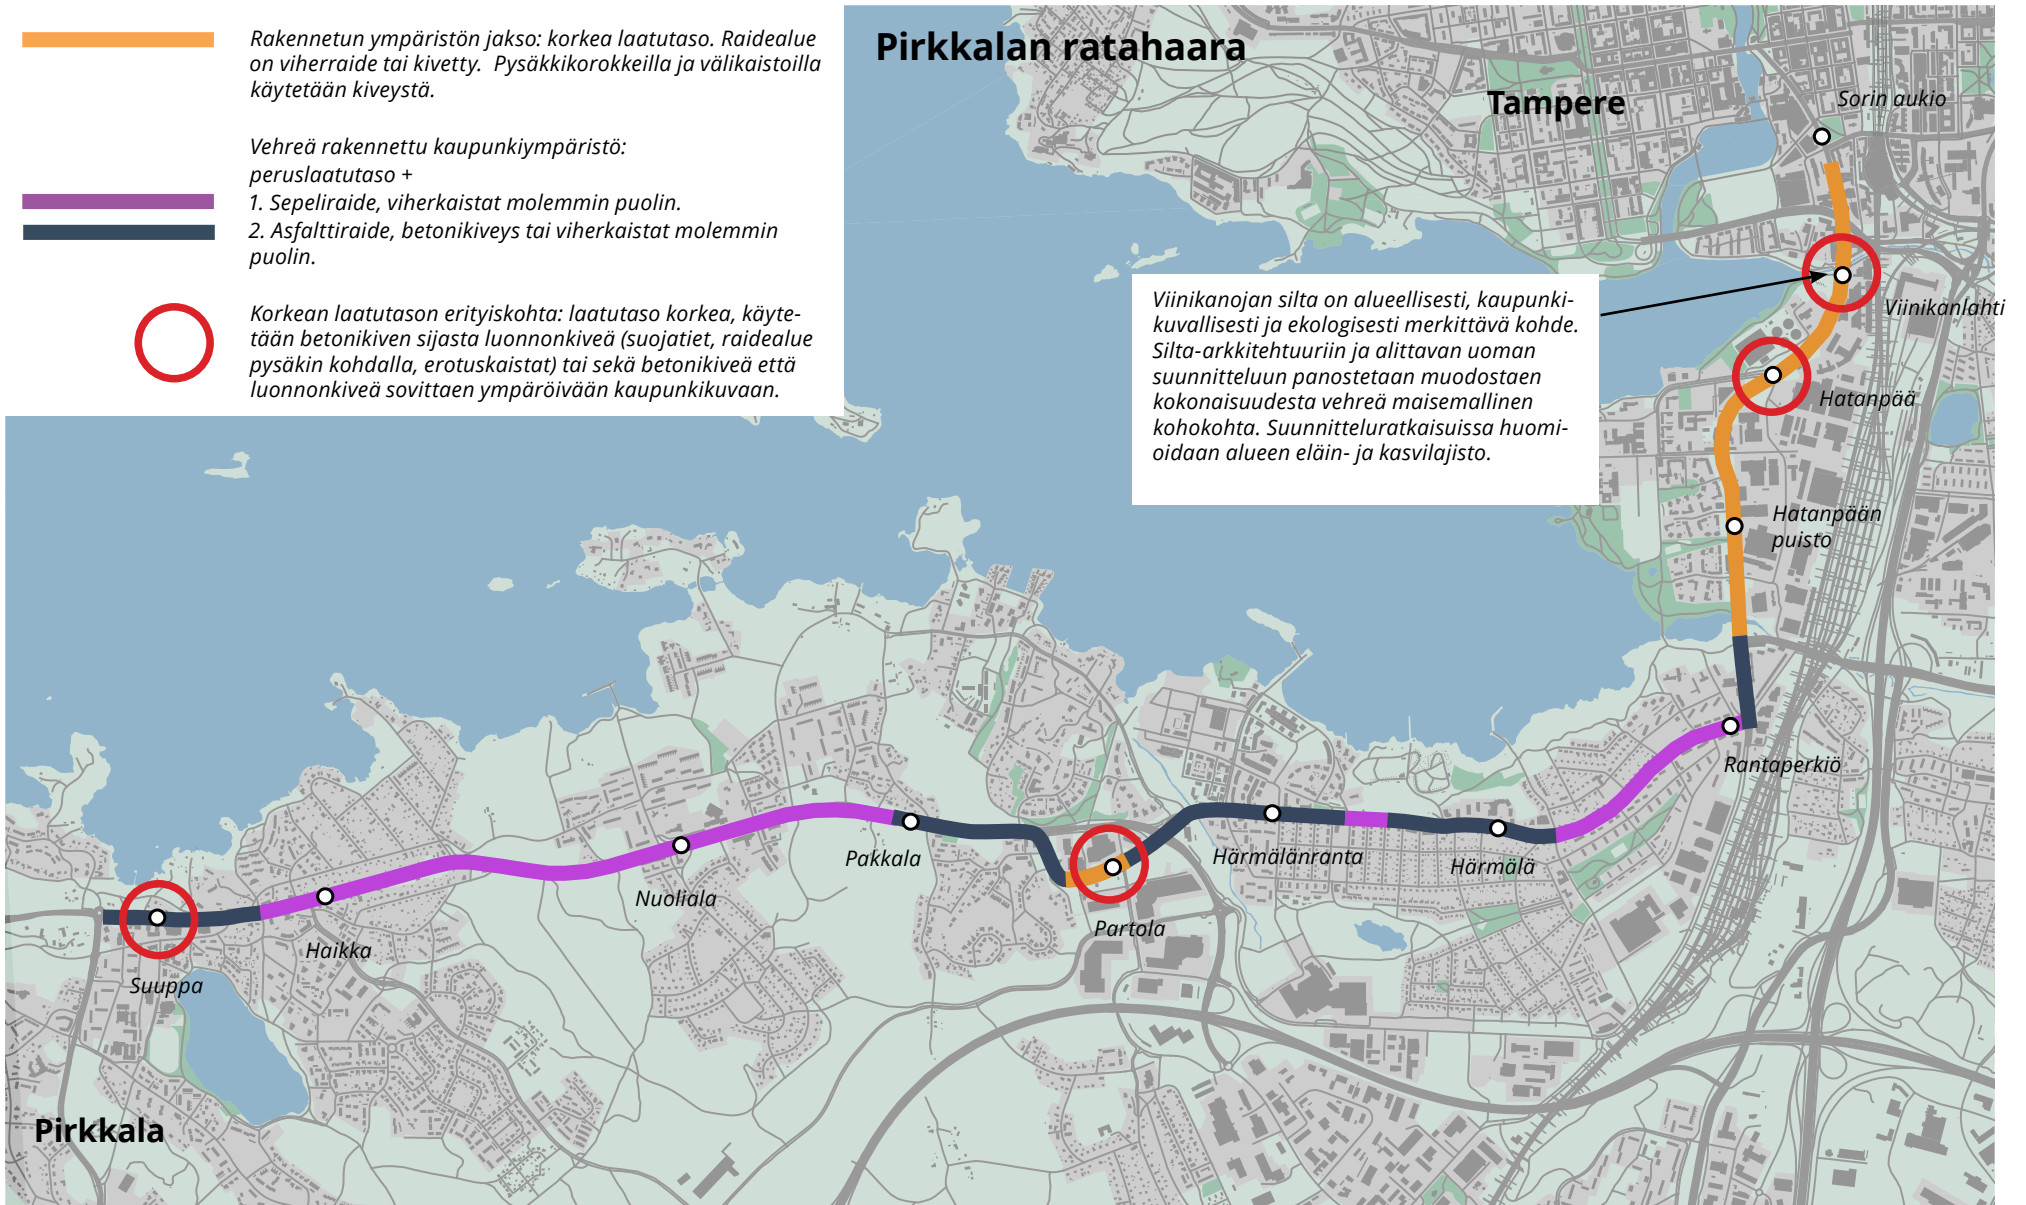 Rakennetun ympäristön jakso: korkea laatutaso. Raidealue
on viherraide tai kivetty.  Pysäkkikorokkeilla ja välikaistoilla
käytetään kiveystä.
Vehreä rakennettu kaupunkiympäristö:
peruslaatutaso +
1. Sepeliraide, viherkaistat molemmin puolin.
2. Asfalttiraide, betonikiveys tai viherkaistat molemmin
puolin.
Korkean laatutason erityiskohta: laatutaso korkea, käyte-
tään betonikiven sijasta luonnonkiveä (suojatiet, raidealue
pysäkin kohdalla, erotuskaistat) tai sekä betonikiveä että
luonnonkiveä sovittaen ympäröivään kaupunkikuvaan.
Pirkkalan ratahaara
Tampere
Sorin aukio
Viinikanojan silta on alueellisesti, kaupunki-
kuvallisesti ja ekologisesti merkittävä kohde.
Silta-arkkitehtuuriin ja alittavan uoman
suunnitteluun panostetaan muodostaen
kokonaisuudesta vehreä maisemallinen
kohokohta. Suunnitteluratkaisuissa huomi-
oidaan alueen eläin- ja kasvilajisto.
Viinikanlahti
Hatanpää
Hatanpään
puisto
Rantaperkiö
Härmälä
Härmälänranta
Partola
Pakkala
Nuoliala
Haikka
Suuppa
Pirkkala